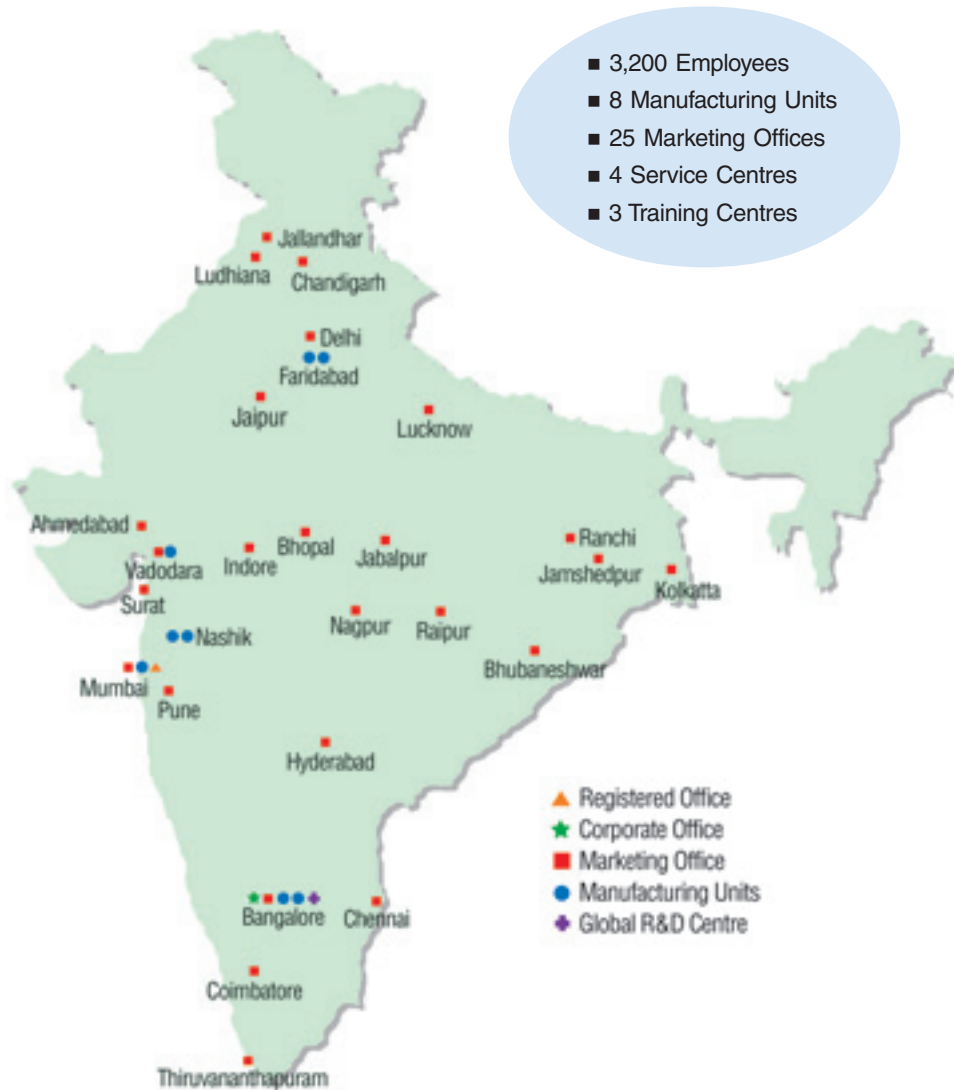 ■ 3,200 Employees
■ 8 Manufacturing Units
■ 25 Marketing Offices
■ 4 Service Centres
■ 3 Training Centres
Jallandhar
Ludhiana
Chandigarh
Delhi
Faridabad
Jaipur
Lucknow
Ahmedabad
Vadodara
Indore
Bhopal
Jabalpur
Ranchi
Jamshedpur
Kolkatta
Surat
Nagpur
Raipur
Nashik
Bhubaneshwar
Mumbai
Pune
Hyderabad
Registered Office
Corporate Office
Marketing Office
Manufacturing Units
Global R&D Centre
Bangalore
Chennai
Coimbatore
Thiruvananthapuram